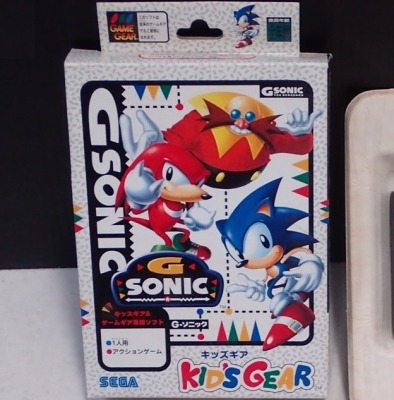 GAME
GEAR
G SONIC
G SONIC
G
SONIC
キッズギア&
ゲームギア専用ソフト
G・ソニック
1人用
アクションゲーム
SEGA
キッズギア
KID'S GEAR